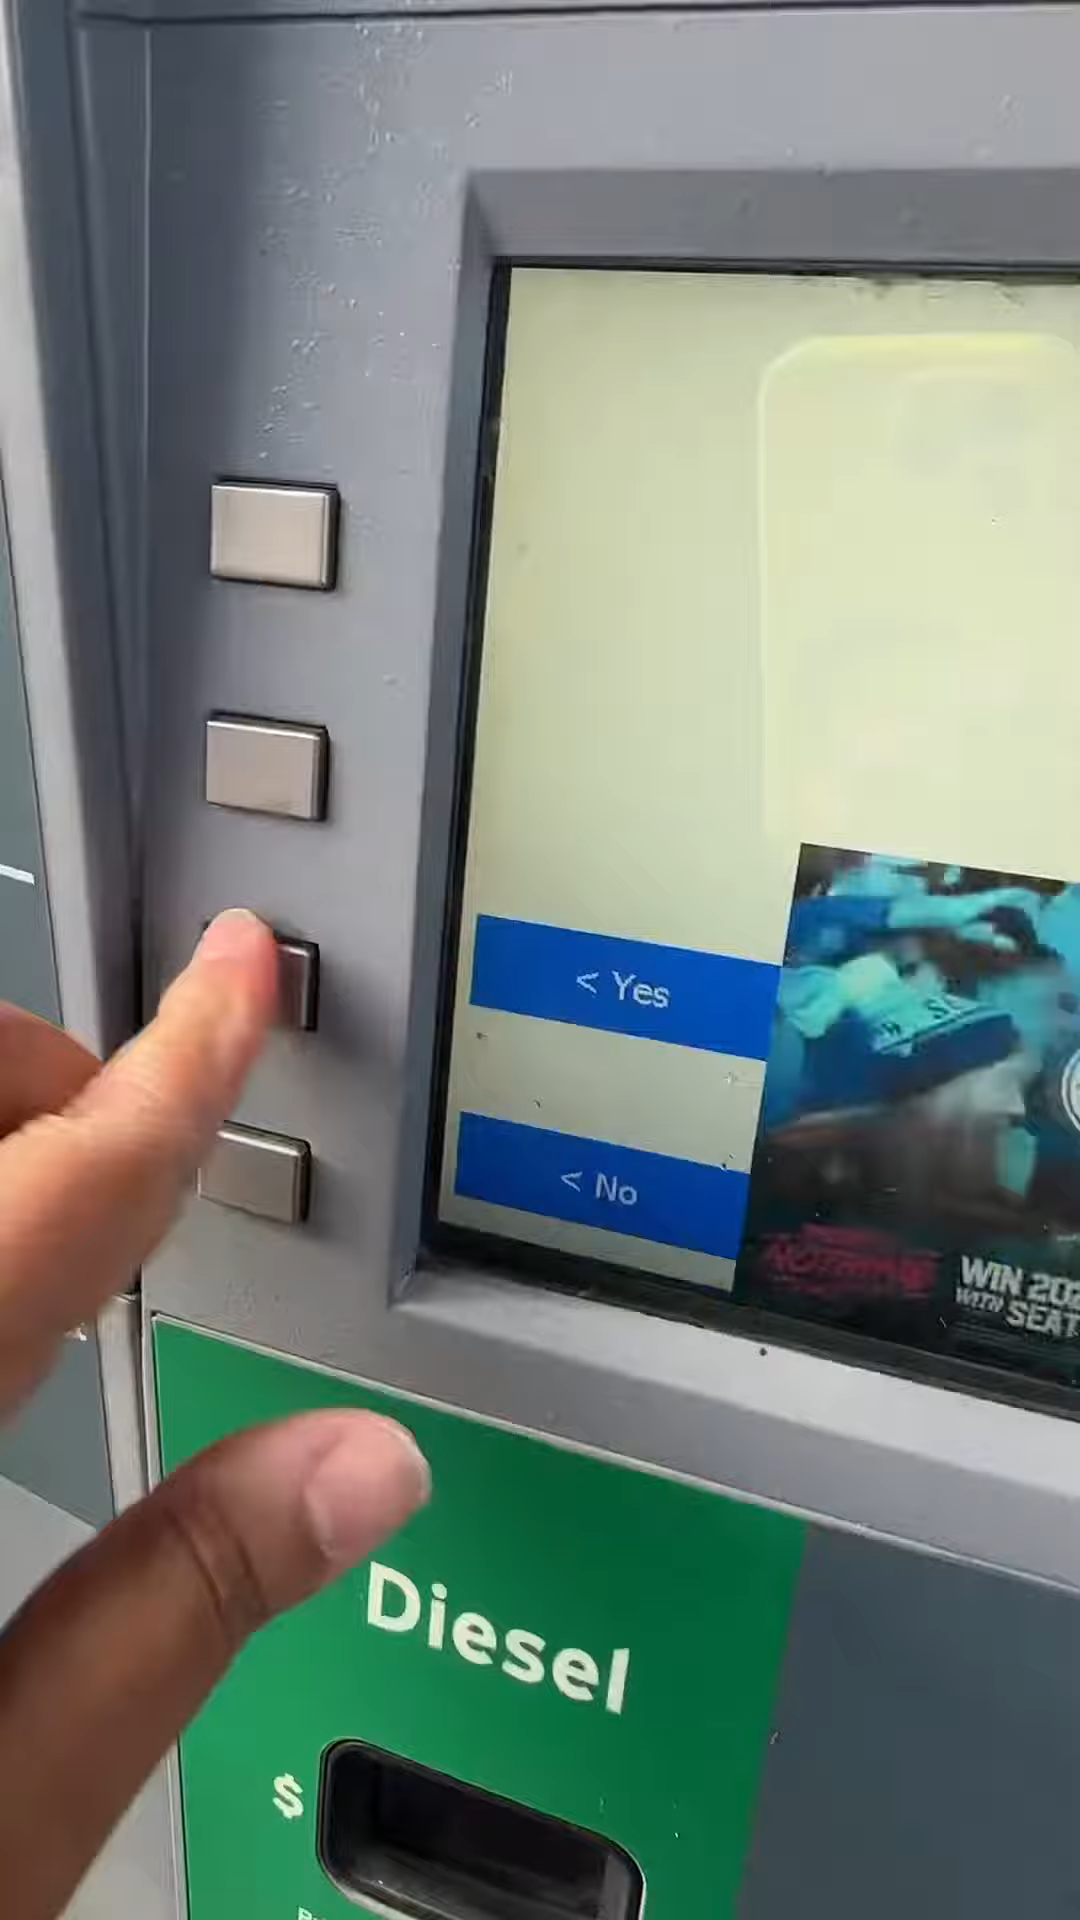 < Yes
< No
WIN 202
WITH SEAT
Diesel
$